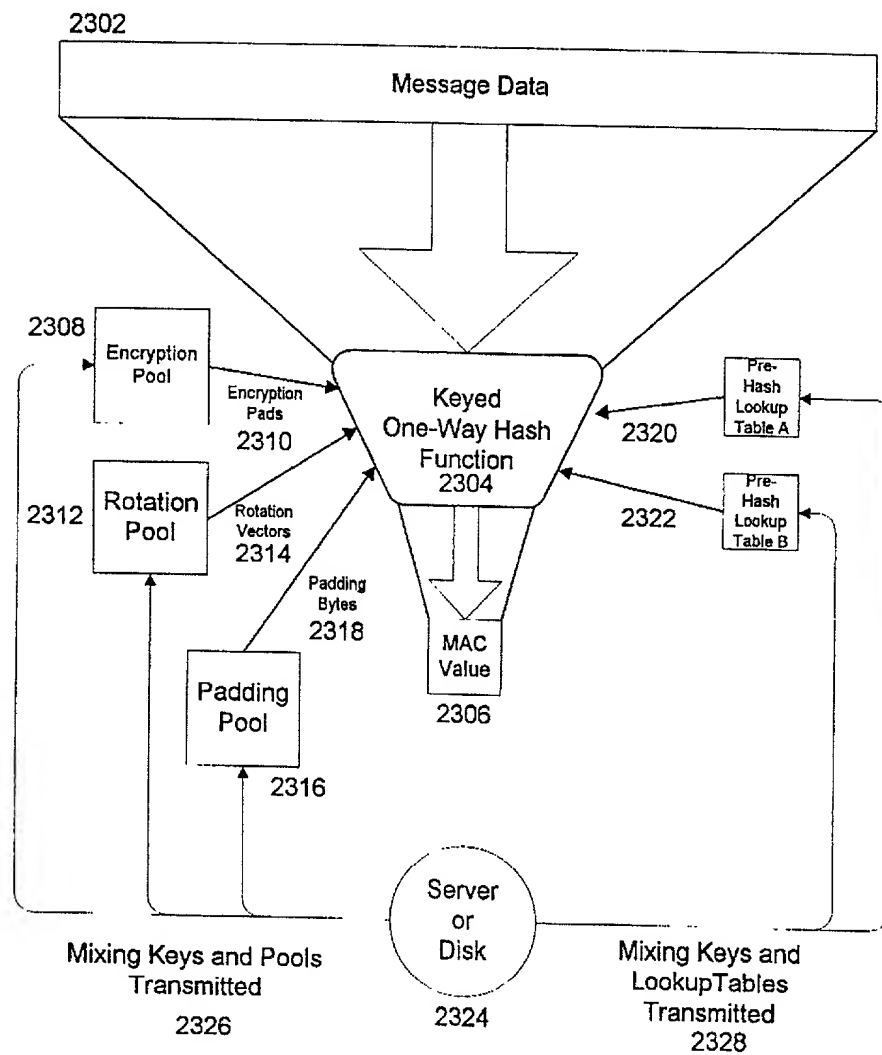 2302
Message Data
2308
Encryption
Pool
Encryption
Pads
2310
Keyed
One-Way Hash
Function
2304
Pre-
Hash
Lookup
Table A
2320
2312
Rotation
Pool
Rotation
Vectors
2314
2322
Pre-
Hash
Lookup
Table B
Padding
Bytes
2318
MAC
Value
2306
Padding
Pool
2316
Server
or
Disk
2324
Mixing Keys and Pools
Transmitted
2326
Mixing Keys and
LookupTables
Transmitted
2328